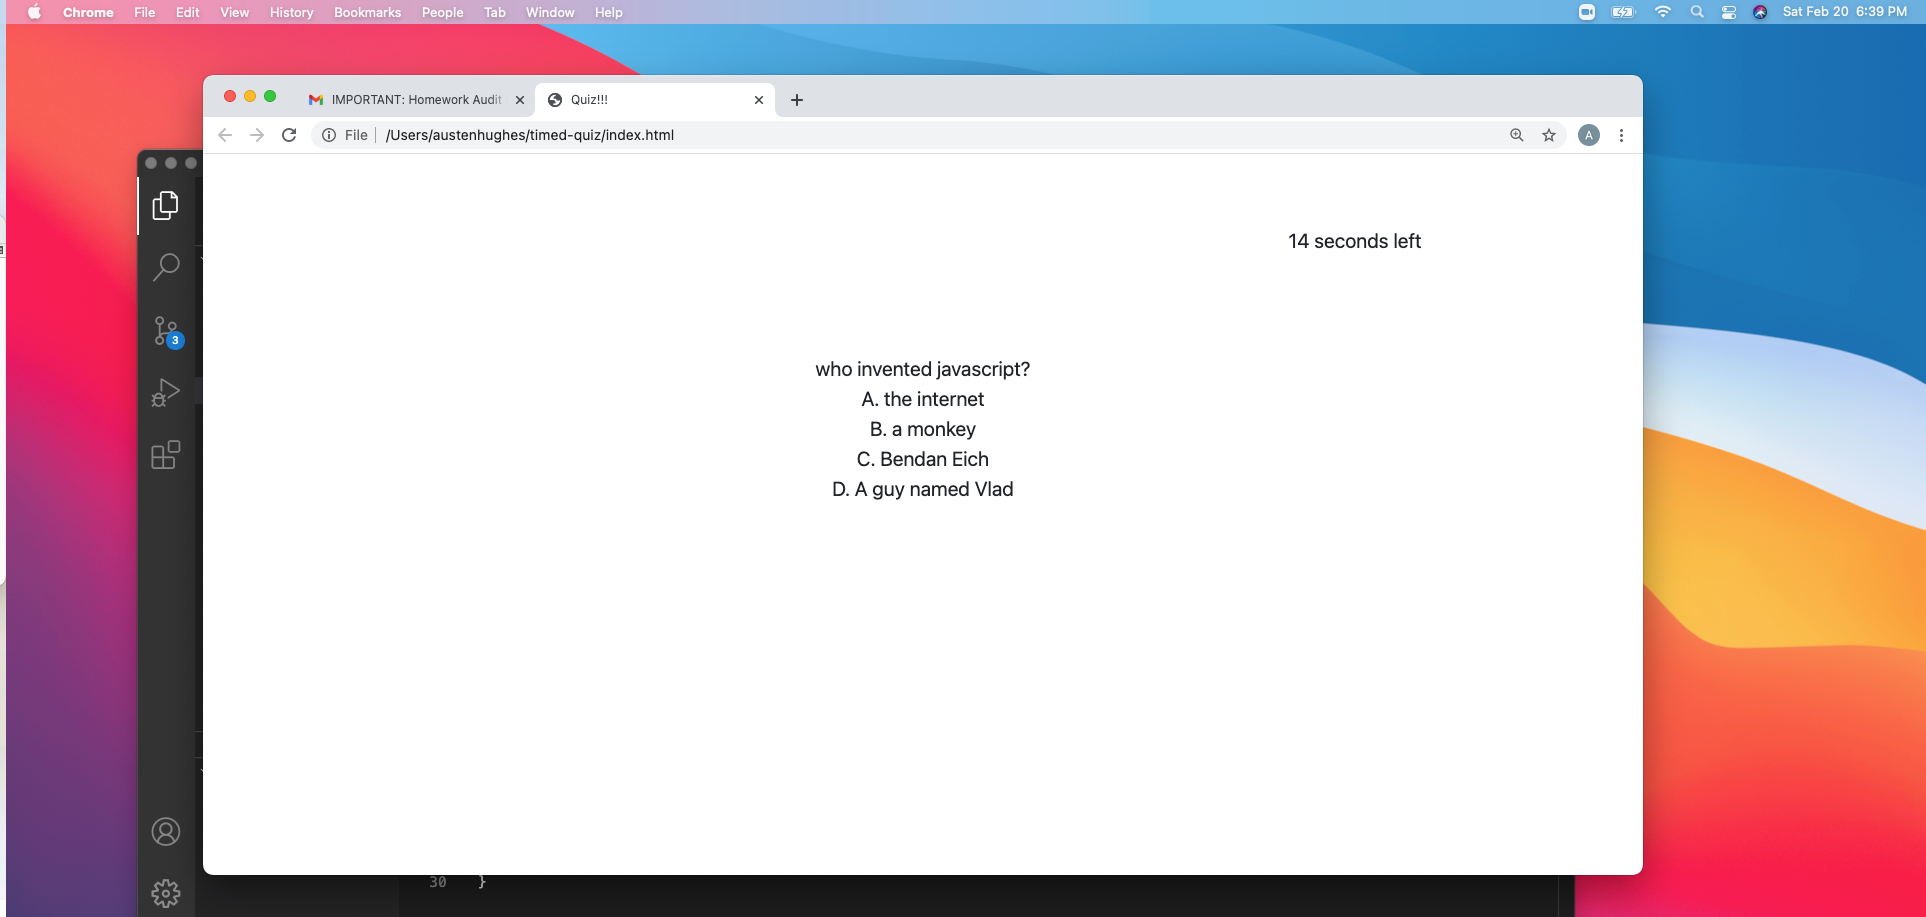 Chrome File Edit View History Bookmarks People Tab Window Help Sat Feb 20 6:39 PM
IMPORTANT: Homework Audit Quiz!!!
File /Users/austenhughes/timed-quiz/index.html A
14 seconds left
3
who invented javascript?
A. the internet
B. a monkey
C. Bendan Eich
D. A guy named Vlad
30 }